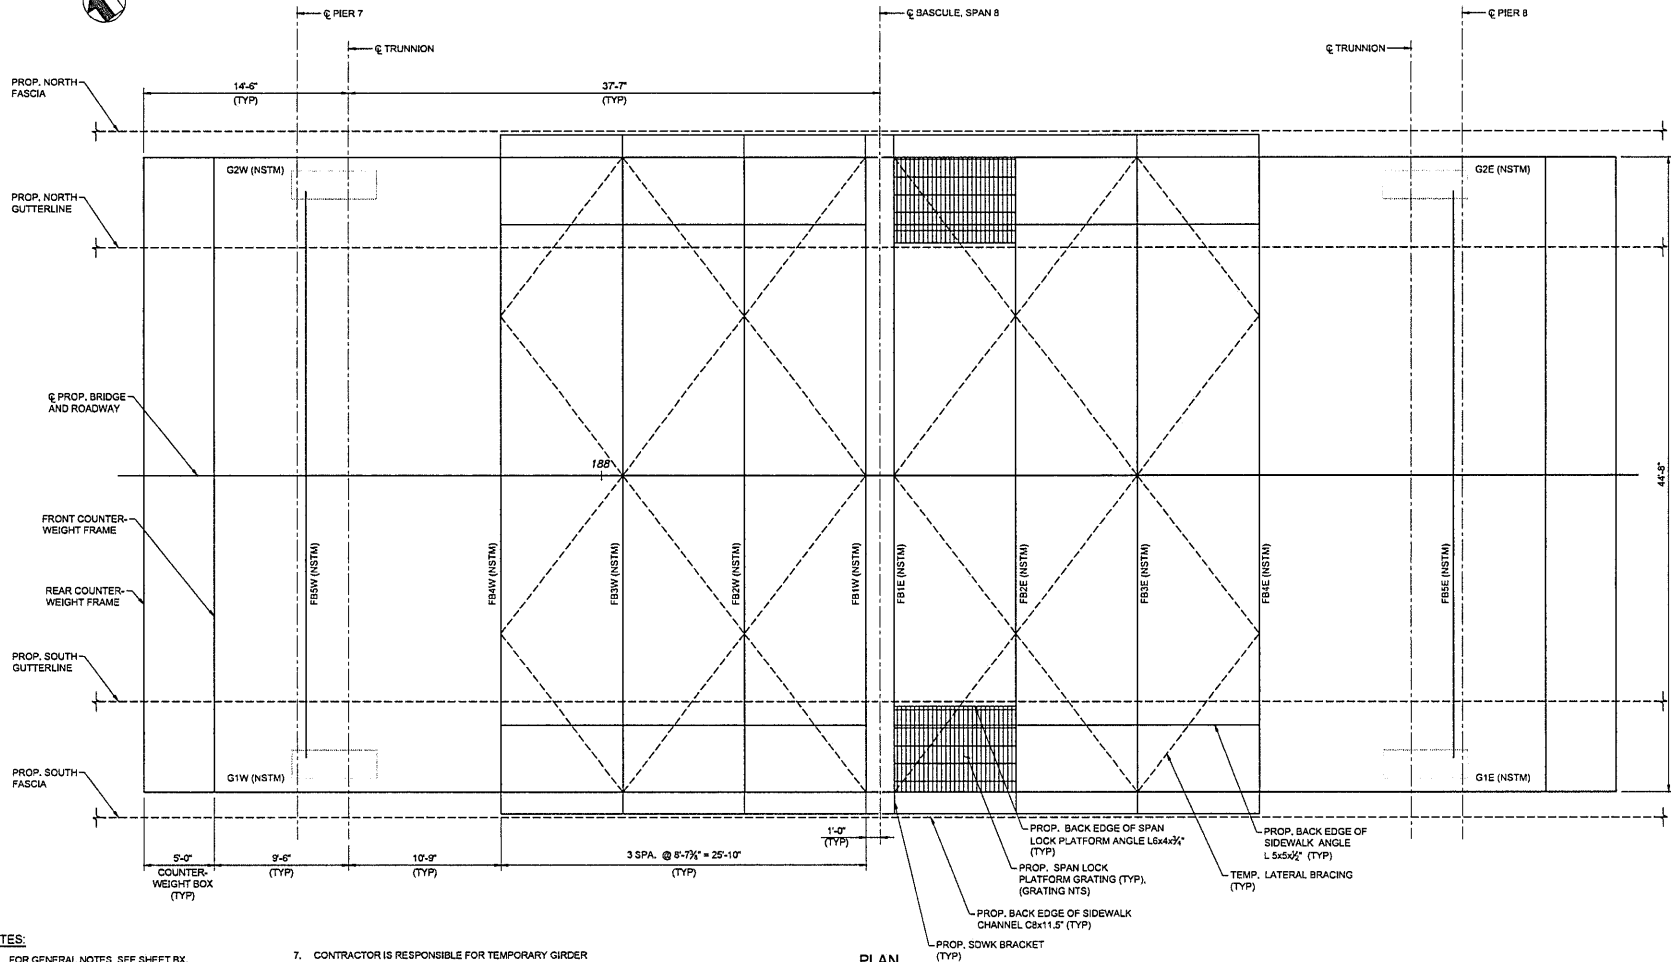 ℄ PIER 7
℄ BASCULE, SPAN 8
℄ PIER 8
℄ TRUNNION
℄ TRUNNION
PROP. NORTH
FASCIA
14'-6"
(TYP)
37'-7"
(TYP)
G2W (NSTM)
G2E (NSTM)
PROP. NORTH
GUTTERLINE
℄ PROP. BRIDGE
AND ROADWAY
188
44'-8"
FRONT COUNTER-
WEIGHT FRAME
REAR COUNTER-
WEIGHT FRAME
FB5W (NSTM)
FB4W (NSTM)
FB3W (NSTM)
FB2W (NSTM)
FB1W (NSTM)
FB1E (NSTM)
FB2E (NSTM)
FB3E (NSTM)
FB4E (NSTM)
FB5E (NSTM)
PROP. SOUTH
GUTTERLINE
PROP. SOUTH
FASCIA
G1W (NSTM)
G1E (NSTM)
5'-0"
COUNTER-
WEIGHT BOX
(TYP)
9'-6"
(TYP)
10'-9"
(TYP)
3 SPA. @ 8'-7⅜" = 25'-10"
(TYP)
1'-0"
(TYP)
PROP. BACK EDGE OF SPAN
LOCK PLATFORM ANGLE L6x4x¾"
(TYP)
PROP. SPAN LOCK
PLATFORM GRATING (TYP),
(GRATING NTS)
PROP. BACK EDGE OF SIDEWALK
CHANNEL C8x11.5" (TYP)
PROP. SDWK BRACKET
(TYP)
PROP. BACK EDGE OF
SIDEWALK ANGLE
L 5x5x½" (TYP)
TEMP. LATERAL BRACING
(TYP)
TES:
FOR GENERAL NOTES, SEE SHEET BX.
7. CONTRACTOR IS RESPONSIBLE FOR TEMPORARY GIRDER
PLAN